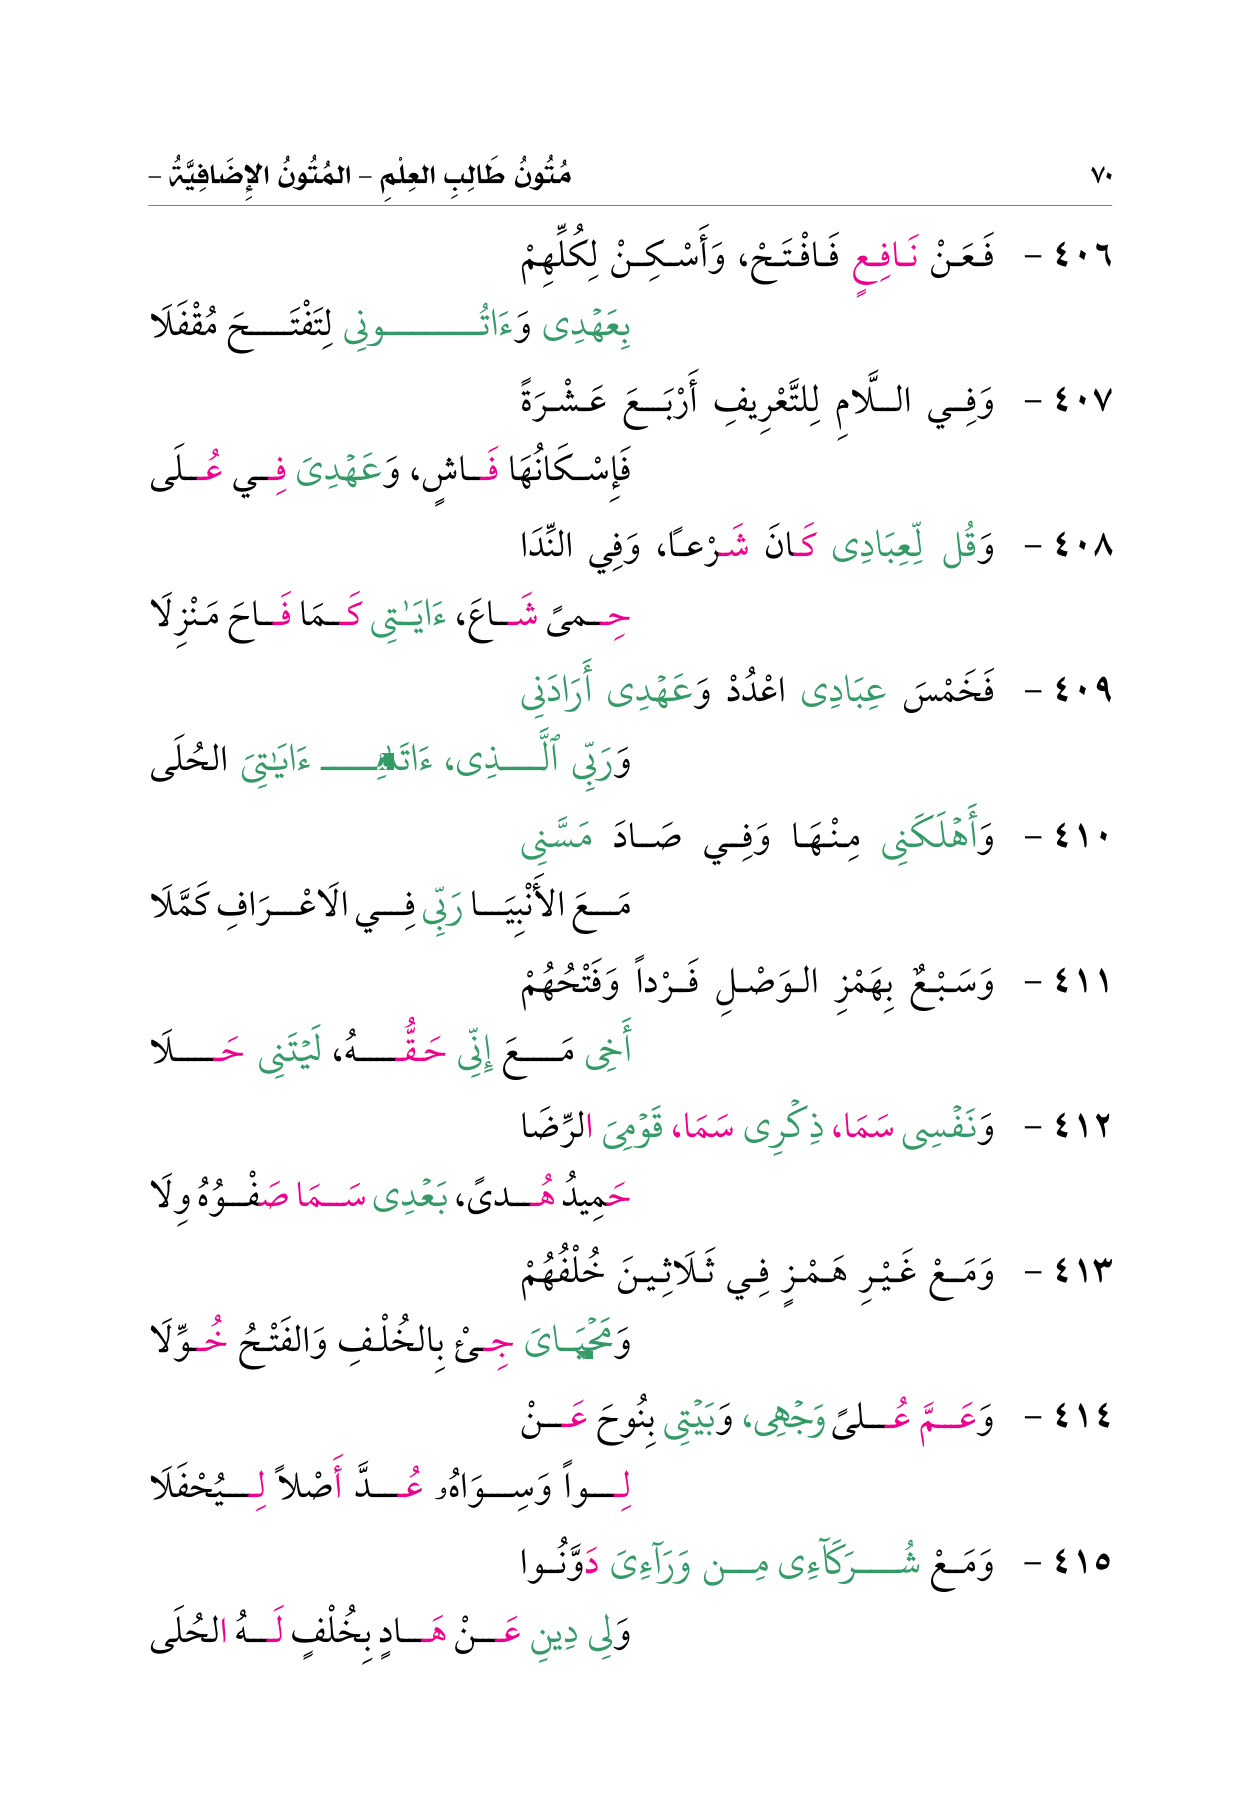 ٧٠ مُتُونُ طَالِبِ العِلْمِ – المُتُونُ الإِضَافِيَّةُ –
٤٠٦ – فَعَنْ نَافِعٍ فَافْتَحْ، وَأَسْكِنْ لِكُلِّهِمْ
بِعَهْدِى وَءَاتُونِى لِتَفْتَحَ مُقْفَلَا
٤٠٧ – وَفِي اللَّامِ لِلتَّعْرِيفِ أَرْبَعَ عَشْرَةً
فَإِسْكَانُهَا فَاشٍ، وَعَهْدِىَ فِي عُلَى
٤٠٨ – وَقُل لِّعِبَادِى كَانَ شَرْعًا، وَفِي النِّدَا
حِمىً شَاعَ، ءَايَـٰتِى كَمَا فَاحَ مَنْزِلَا
٤٠٩ – فَخَمْسَ عِبَادِى اعْدُدْ وَعَهْدِى أَرَادَنِى
وَرَبِّى ٱلَّذِى، ءَاتَىٰنِـ ءَايَـٰتِىَ الحُلَى
٤١٠ – وَأَهْلَكَنِى مِنْهَا وَفِي صَادَ مَسَّنِى
مَعَ الأَنْبِيَا رَبِّى فِي الَاعْرَافِ كَمَّلَا
٤١١ – وَسَبْعٌ بِهَمْزِ الوَصْلِ فَرْداً وَفَتْحُهُمْ
أَخِى مَعَ إِنِّى حَقُّهُ، لَيْتَنِى حَلَا
٤١٢ – وَنَفْسِى سَمَا، ذِكْرِى سَمَا، قَوْمِىَ الرِّضَا
حَمِيدُ هُدىً، بَعْدِى سَمَا صَفْوُهُ وِلَا
٤١٣ – وَمَعْ غَيْرِ هَمْزٍ فِي ثَلَاثِينَ خُلْفُهُمْ
وَمَحْيَاىَ جِئْ بِالخُلْفِ وَالفَتْحُ خُوِّلَا
٤١٤ – وَعَمَّ عُلىً وَجْهِى، وَبَيْتِى بِنُوحَ عَنْ
لِواً وَسِوَاهُۥ عُدَّ أَصْلاً لِيُحْفَلَا
٤١٥ – وَمَعْ شُرَكَآءِى مِن وَرَآءِىَ دَوَّنُوا
وَلِى دِينِ عَنْ هَادٍ بِخُلْفٍ لَهُ الحُلَى